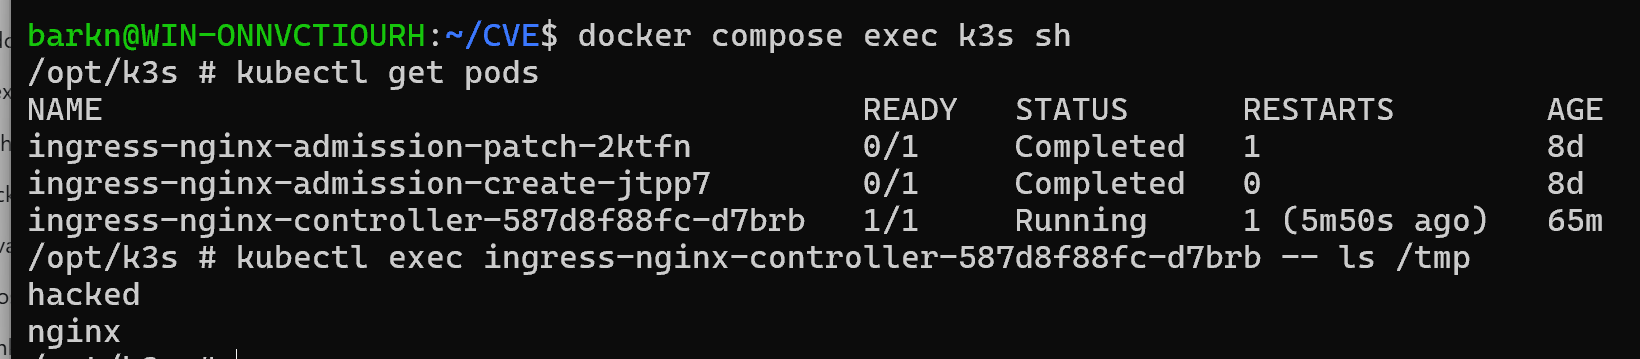 barkn@WIN-ONNVCTIOURH:~/CVE$ docker compose exec k3s sh
/opt/k3s # kubectl get pods
NAME READY STATUS RESTARTS AGE
ingress-nginx-admission-patch-2ktfn 0/1 Completed 1 8d
ingress-nginx-admission-create-jtpp7 0/1 Completed 0 8d
ingress-nginx-controller-587d8f88fc-d7brb 1/1 Running 1 (5m50s ago) 65m
/opt/k3s # kubectl exec ingress-nginx-controller-587d8f88fc-d7brb -- ls /tmp
hacked
nginx
/opt/k3s #